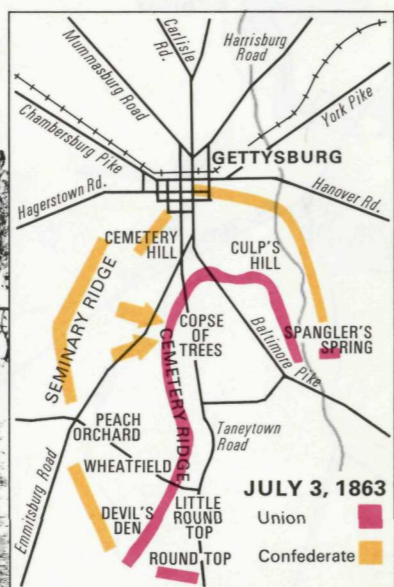 Mummasburg Road
Carlisle
Rd.
Harrisburg
Road
York Pike
Chambersburg Pike
GETTYSBURG
Hagerstown Rd.
Hanover Rd.
CEMETERY
HILL
CULP'S
HILL
SEMINARY RIDGE
COPSE
OF
TREES
CEMETERY RIDGE
Baltimore Pike
SPANGLER'S
SPRING
PEACH
ORCHARD
Taneytown
Road
WHEATFIELD
Emmitsburg Road
DEVIL'S
DEN
LITTLE
ROUND
TOP
ROUND TOP
JULY 3, 1863
Union
Confederate